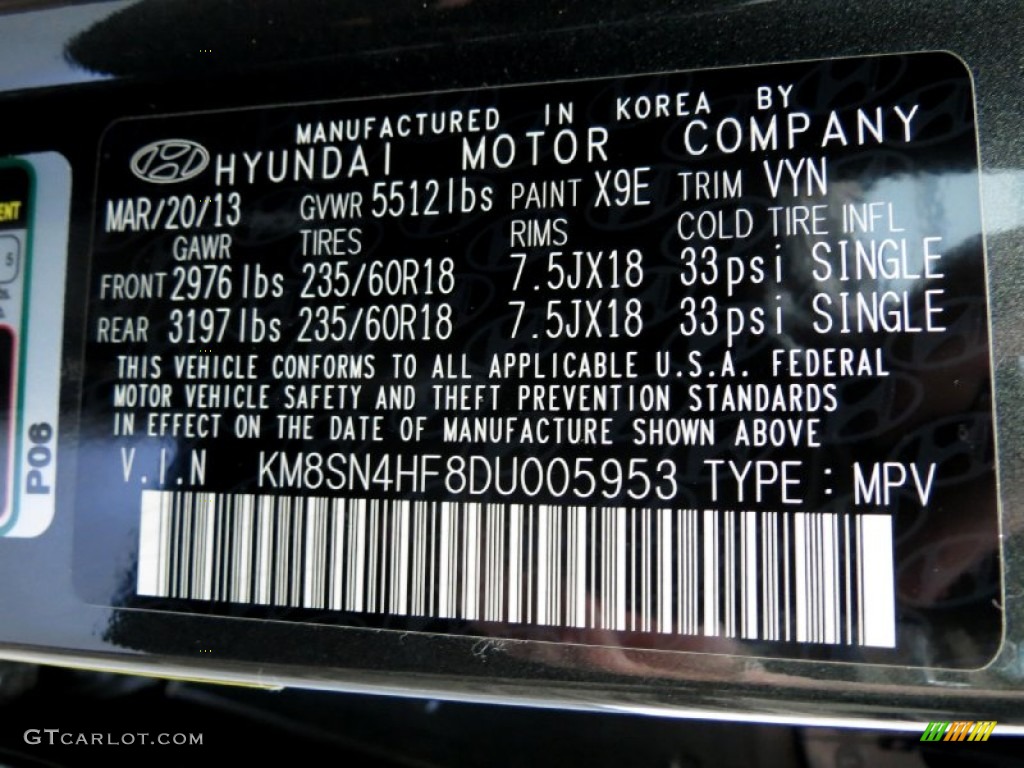 MANUFACTURED IN KOREA BY
HYUNDAI MOTOR COMPANY
MAR/20/13 GVWR 5512lbs PAINT X9E TRIM VYN
GAWR TIRES RIMS COLD TIRE INFL
FRONT 2976lbs 235/60R18 7.5JX18 33psi SINGLE
REAR 3197lbs 235/60R18 7.5JX18 33psi SINGLE
THIS VEHICLE CONFORMS TO ALL APPLICABLE U.S.A. FEDERAL
MOTOR VEHICLE SAFETY AND THEFT PREVENTION STANDARDS
IN EFFECT ON THE DATE OF MANUFACTURE SHOWN ABOVE
V.I.N KM8SN4HF8DU005953 TYPE : MPV
5
P06
GTCARLOT.COM